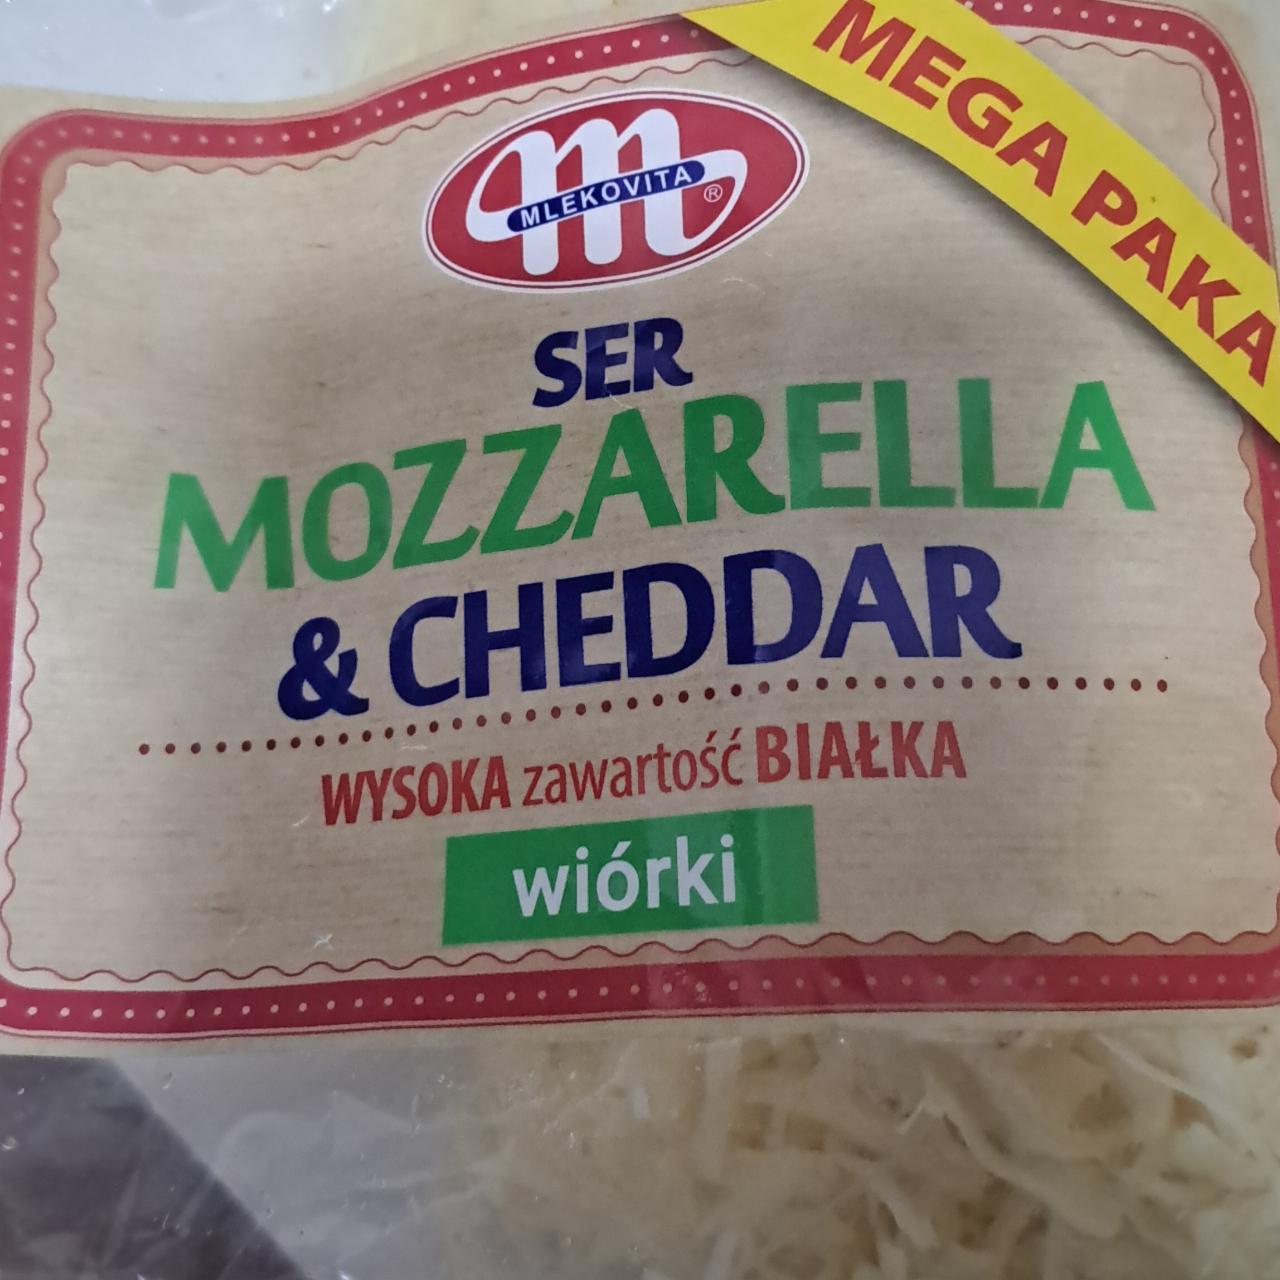 MEGA PAKA
m
MLEKOVITA
®
SER
MOZZARELLA
& CHEDDAR
WYSOKA zawartość BIAŁKA
wiórki